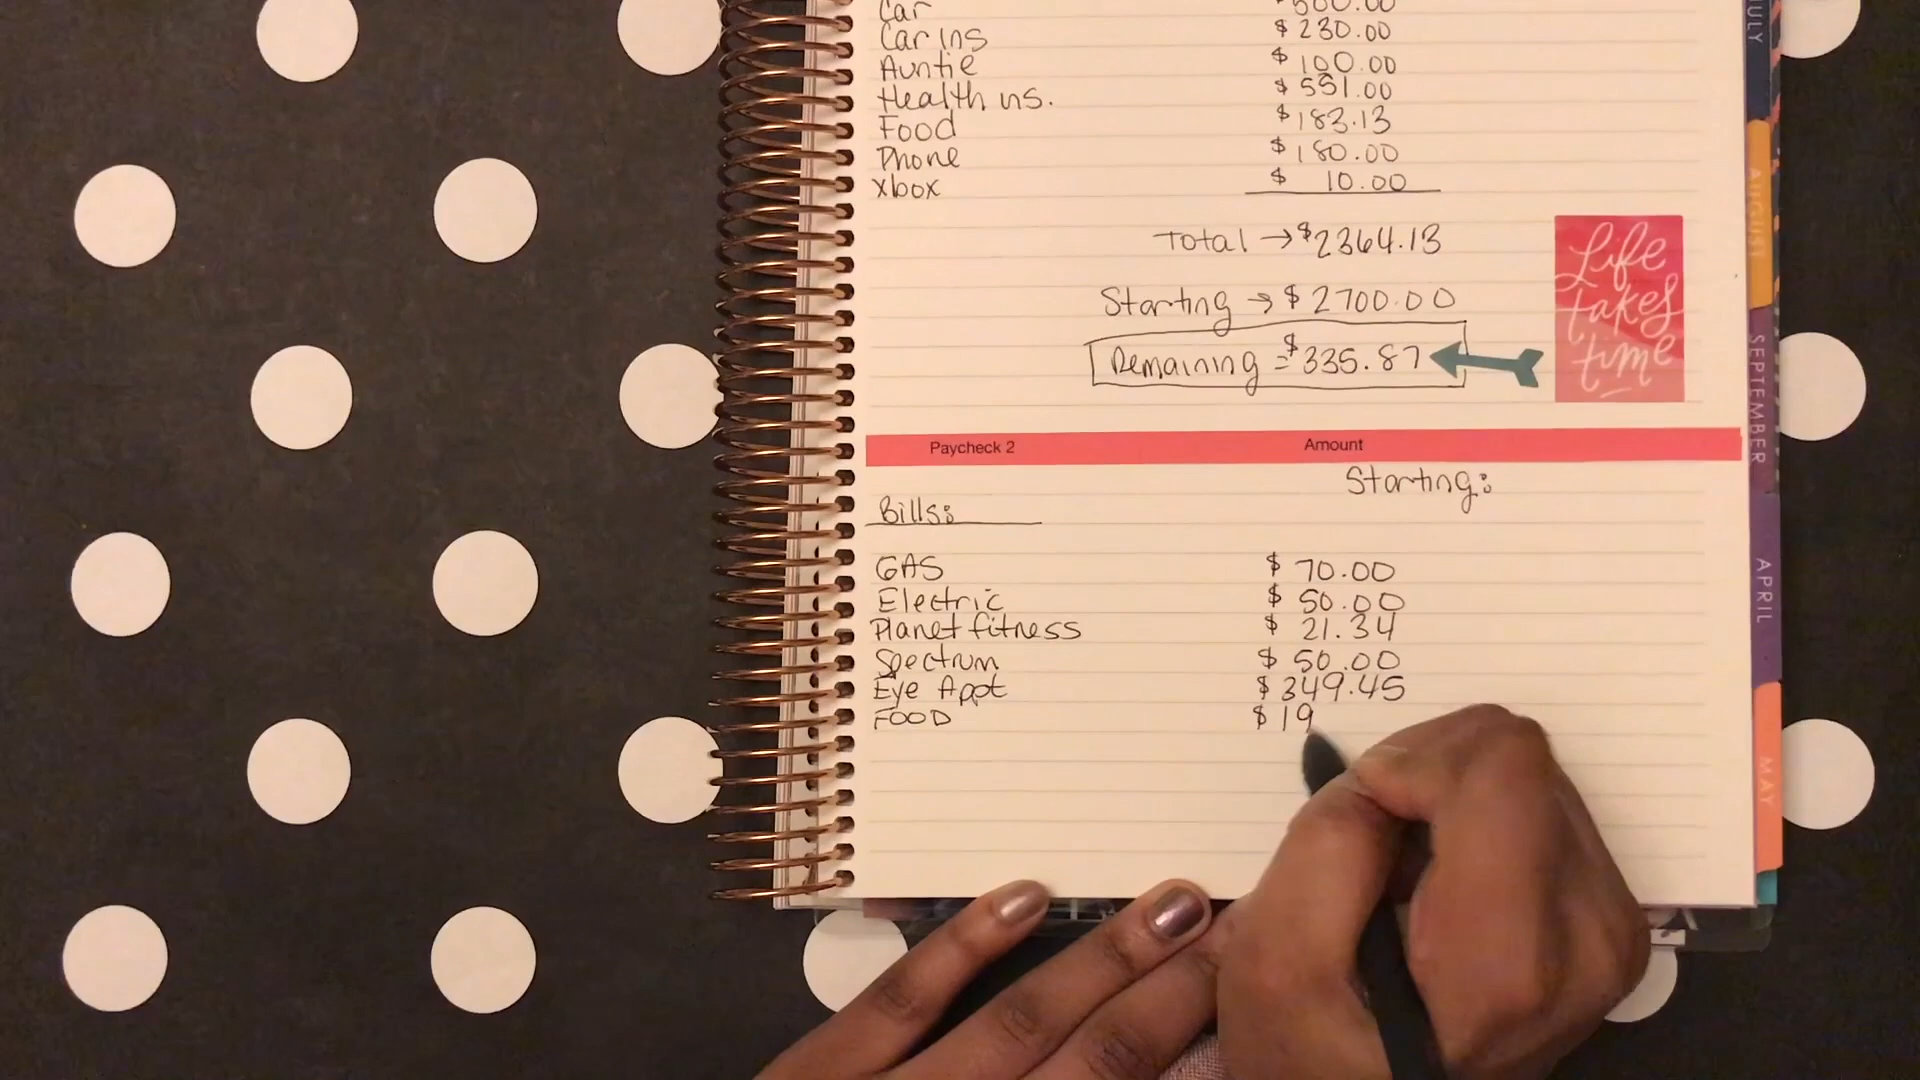 Car $500.00
Car Ins $230.00
Auntie $100.00
Health ins. $551.00
Food $183.13
Phone $180.00
Xbox $10.00
Total → $2364.13
Starting → $2700.00
Remaining = $335.87
Life
takes
time
Paycheck 2 Amount
Starting:
Bills:
GAS $70.00
Electric $50.00
Planet fitness $21.34
Spectrum $50.00
Eye Appt $349.45
FOOD $19
JULY
AUGUST
SEPTEMBER
APRIL
MAY